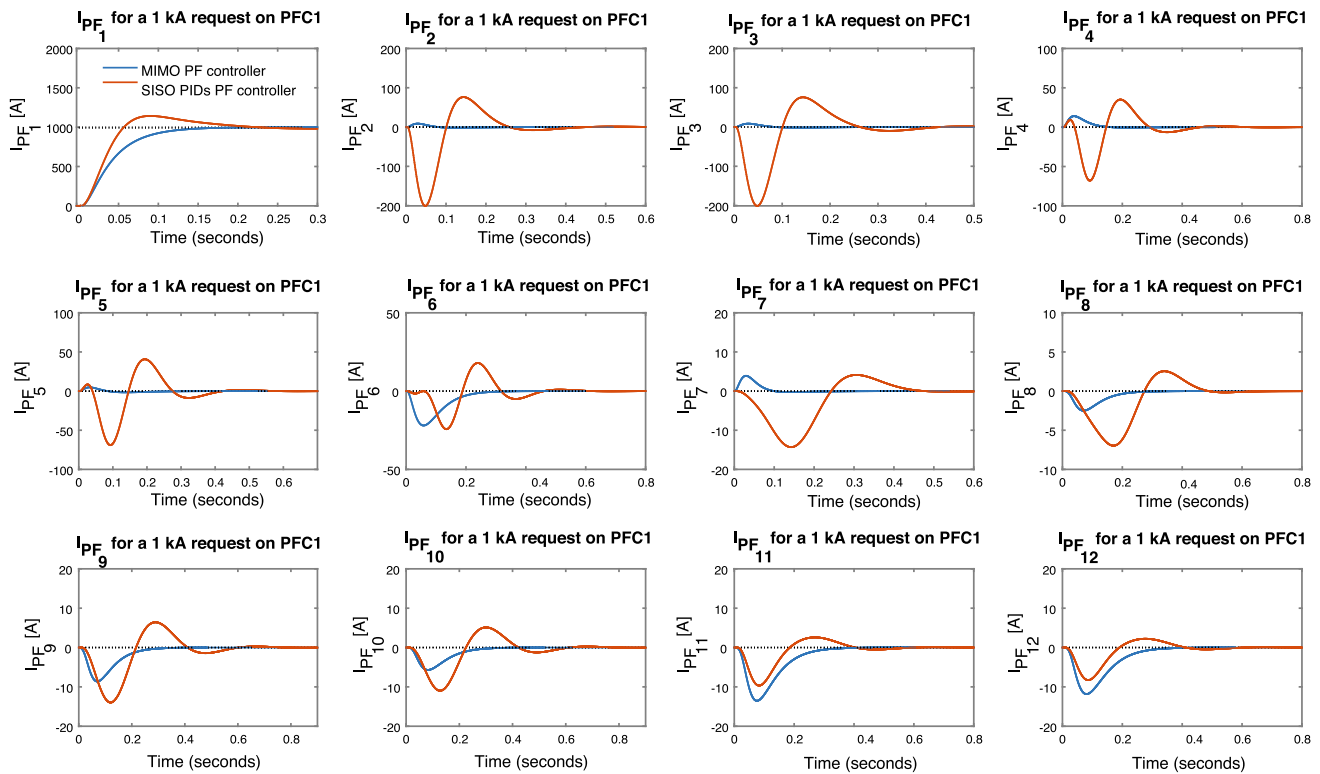 I_PF_1 for a 1 kA request on PFC1
2000
1500
1000
500
0
I_PF_1 [A]
MIMO PF controller
SISO PIDs PF controller
0 0.05 0.1 0.15 0.2 0.25 0.3
Time (seconds)
I_PF_2 for a 1 kA request on PFC1
200
100
0
-100
-200
I_PF_2 [A]
0 0.1 0.2 0.3 0.4 0.5 0.6
Time (seconds)
I_PF_3 for a 1 kA request on PFC1
200
100
0
-100
-200
I_PF_3 [A]
0 0.1 0.2 0.3 0.4 0.5
Time (seconds)
I_PF_4 for a 1 kA request on PFC1
100
50
0
-50
-100
I_PF_4 [A]
0 0.2 0.4 0.6 0.8
Time (seconds)
I_PF_5 for a 1 kA request on PFC1
100
50
0
-50
-100
I_PF_5 [A]
0 0.1 0.2 0.3 0.4 0.5 0.6
Time (seconds)
I_PF_6 for a 1 kA request on PFC1
50
0
-50
I_PF_6 [A]
0 0.2 0.4 0.6 0.8
Time (seconds)
I_PF_7 for a 1 kA request on PFC1
20
10
0
-10
-20
I_PF_7 [A]
0 0.1 0.2 0.3 0.4 0.5 0.6
Time (seconds)
I_PF_8 for a 1 kA request on PFC1
10
5
0
-5
-10
I_PF_8 [A]
0 0.2 0.4 0.6 0.8
Time (seconds)
I_PF_9 for a 1 kA request on PFC1
20
10
0
-10
-20
I_PF_9 [A]
0 0.2 0.4 0.6 0.8
Time (seconds)
I_PF_10 for a 1 kA request on PFC1
20
10
0
-10
-20
I_PF_10 [A]
0 0.2 0.4 0.6 0.8
Time (seconds)
I_PF_11 for a 1 kA request on PFC1
20
10
0
-10
-20
I_PF_11 [A]
0 0.2 0.4 0.6 0.8
Time (seconds)
I_PF_12 for a 1 kA request on PFC1
20
10
0
-10
-20
I_PF_12 [A]
0 0.2 0.4 0.6 0.8
Time (seconds)